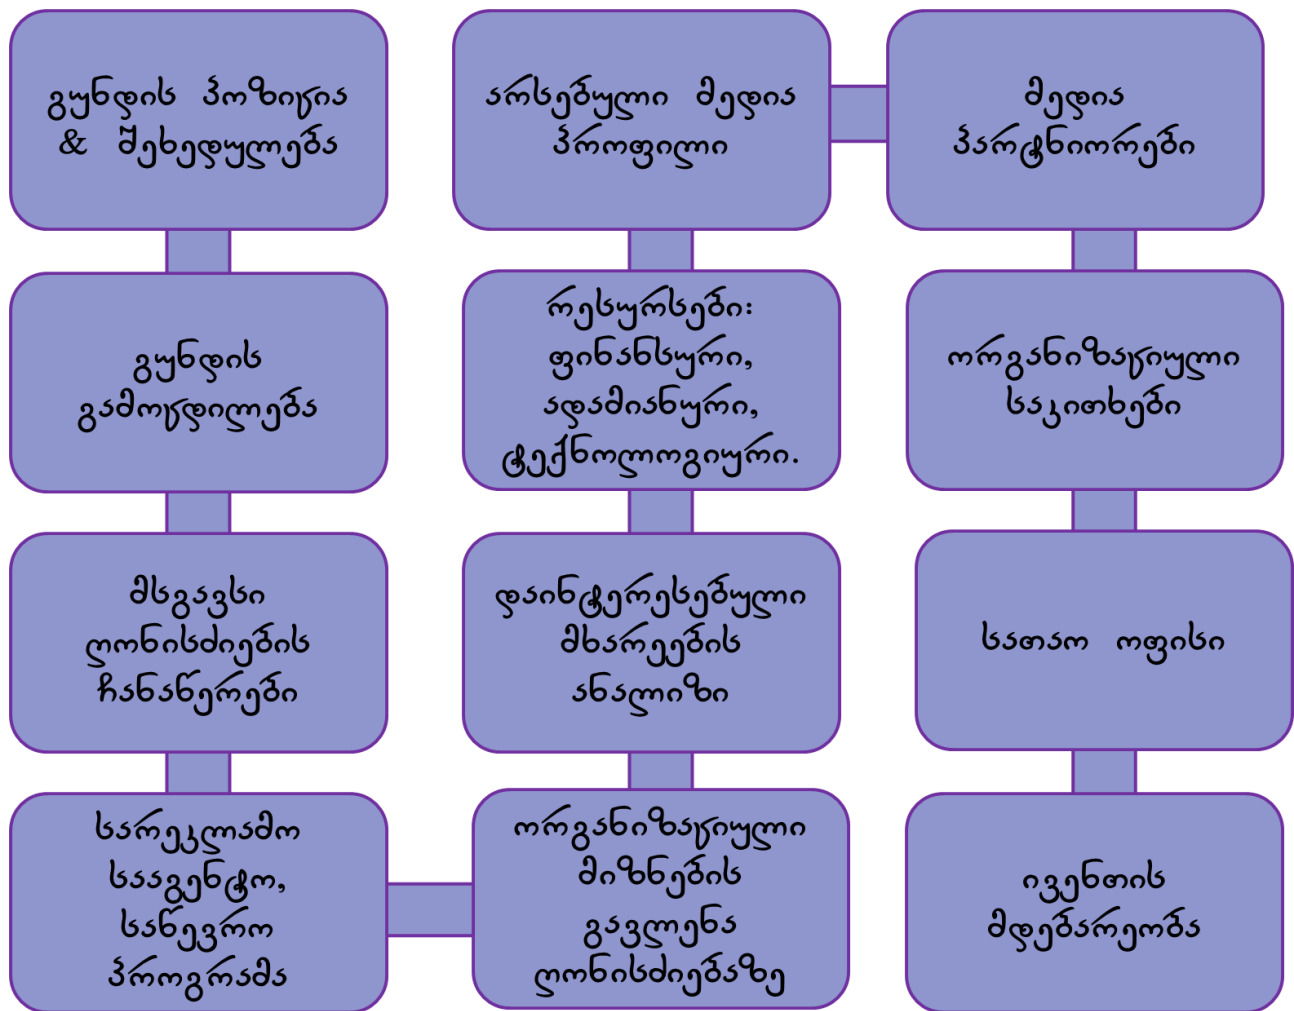 გუნდის პოზიცია
& შეხედულება
გუნდის
გამოცდილება
მსგავსი
ღონისძიების
ჩანაწერები
სარეკლამო
სააგენტო,
საწევრო
პროგრამა
ორგანიზაციული
მიზნების
გავლენა
ღონისძიებაზე
დაინტერესებული
მხარეების
ანალიზი
რესურსები:
ფინანსური,
ადამიანური,
ტექნოლოგიური.
არსებული მედია
პროფილი
მედია
პარტნიორები
ორგანიზაციული
საკითხები
სათაო ოფისი
ივენთის
მდებარეობა